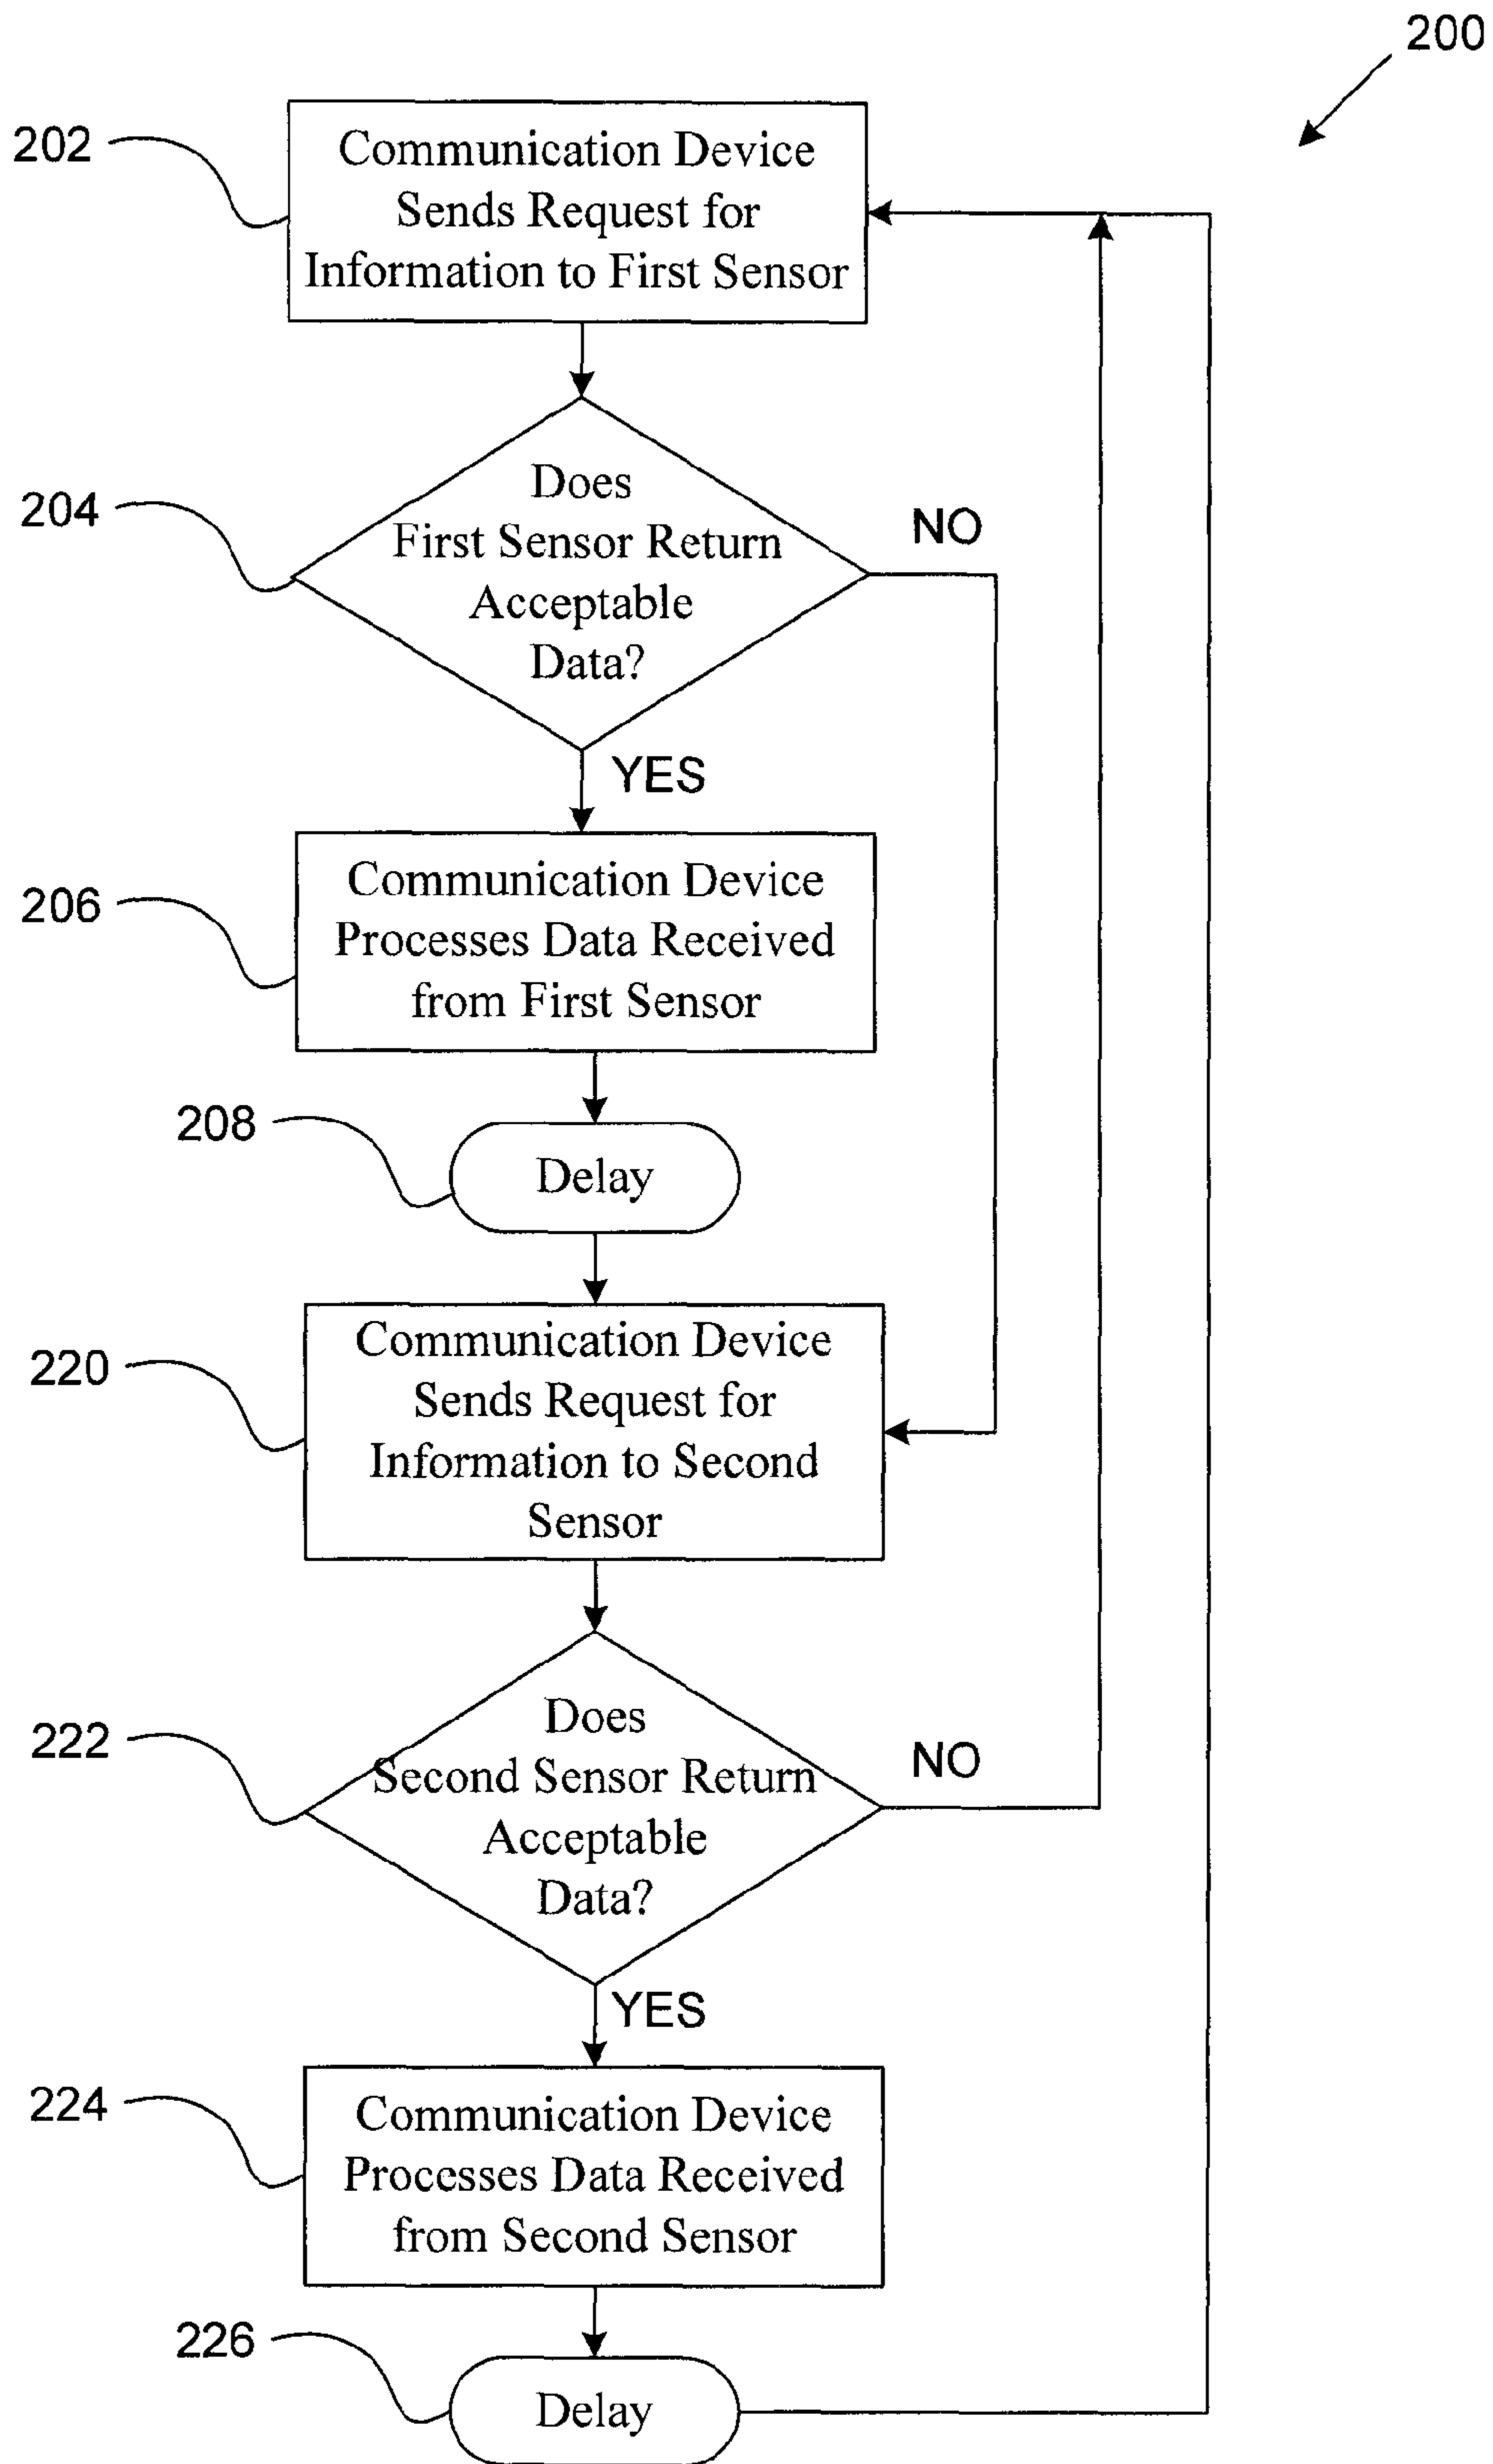 200
202
Communication Device
Sends Request for
Information to First Sensor
204
Does
First Sensor Return
Acceptable
Data?
NO
YES
206
Communication Device
Processes Data Received
from First Sensor
208
Delay
220
Communication Device
Sends Request for
Information to Second
Sensor
222
Does
Second Sensor Return
Acceptable
Data?
NO
YES
224
Communication Device
Processes Data Received
from Second Sensor
226
Delay